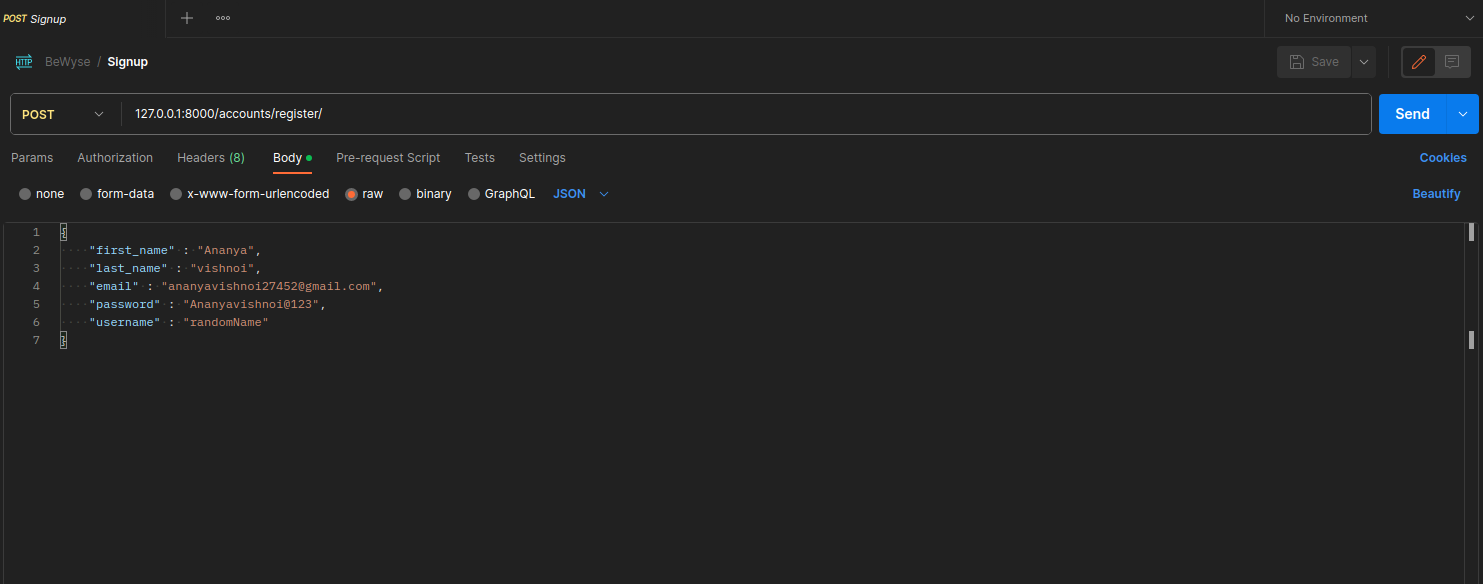 POST Signup
No Environment
HTTP BeWyse / Signup
Save
POST 127.0.0.1:8000/accounts/register/ Send
Params Authorization Headers (8) Body Pre-request Script Tests Settings Cookies
none form-data x-www-form-urlencoded raw binary GraphQL JSON Beautify
1 {
2 "first_name" : "Ananya",
3 "last_name" : "vishnoi",
4 "email" : "ananyavishnoi27452@gmail.com",
5 "password" : "Ananyavishnoi@123",
6 "username" : "randomName"
7 }